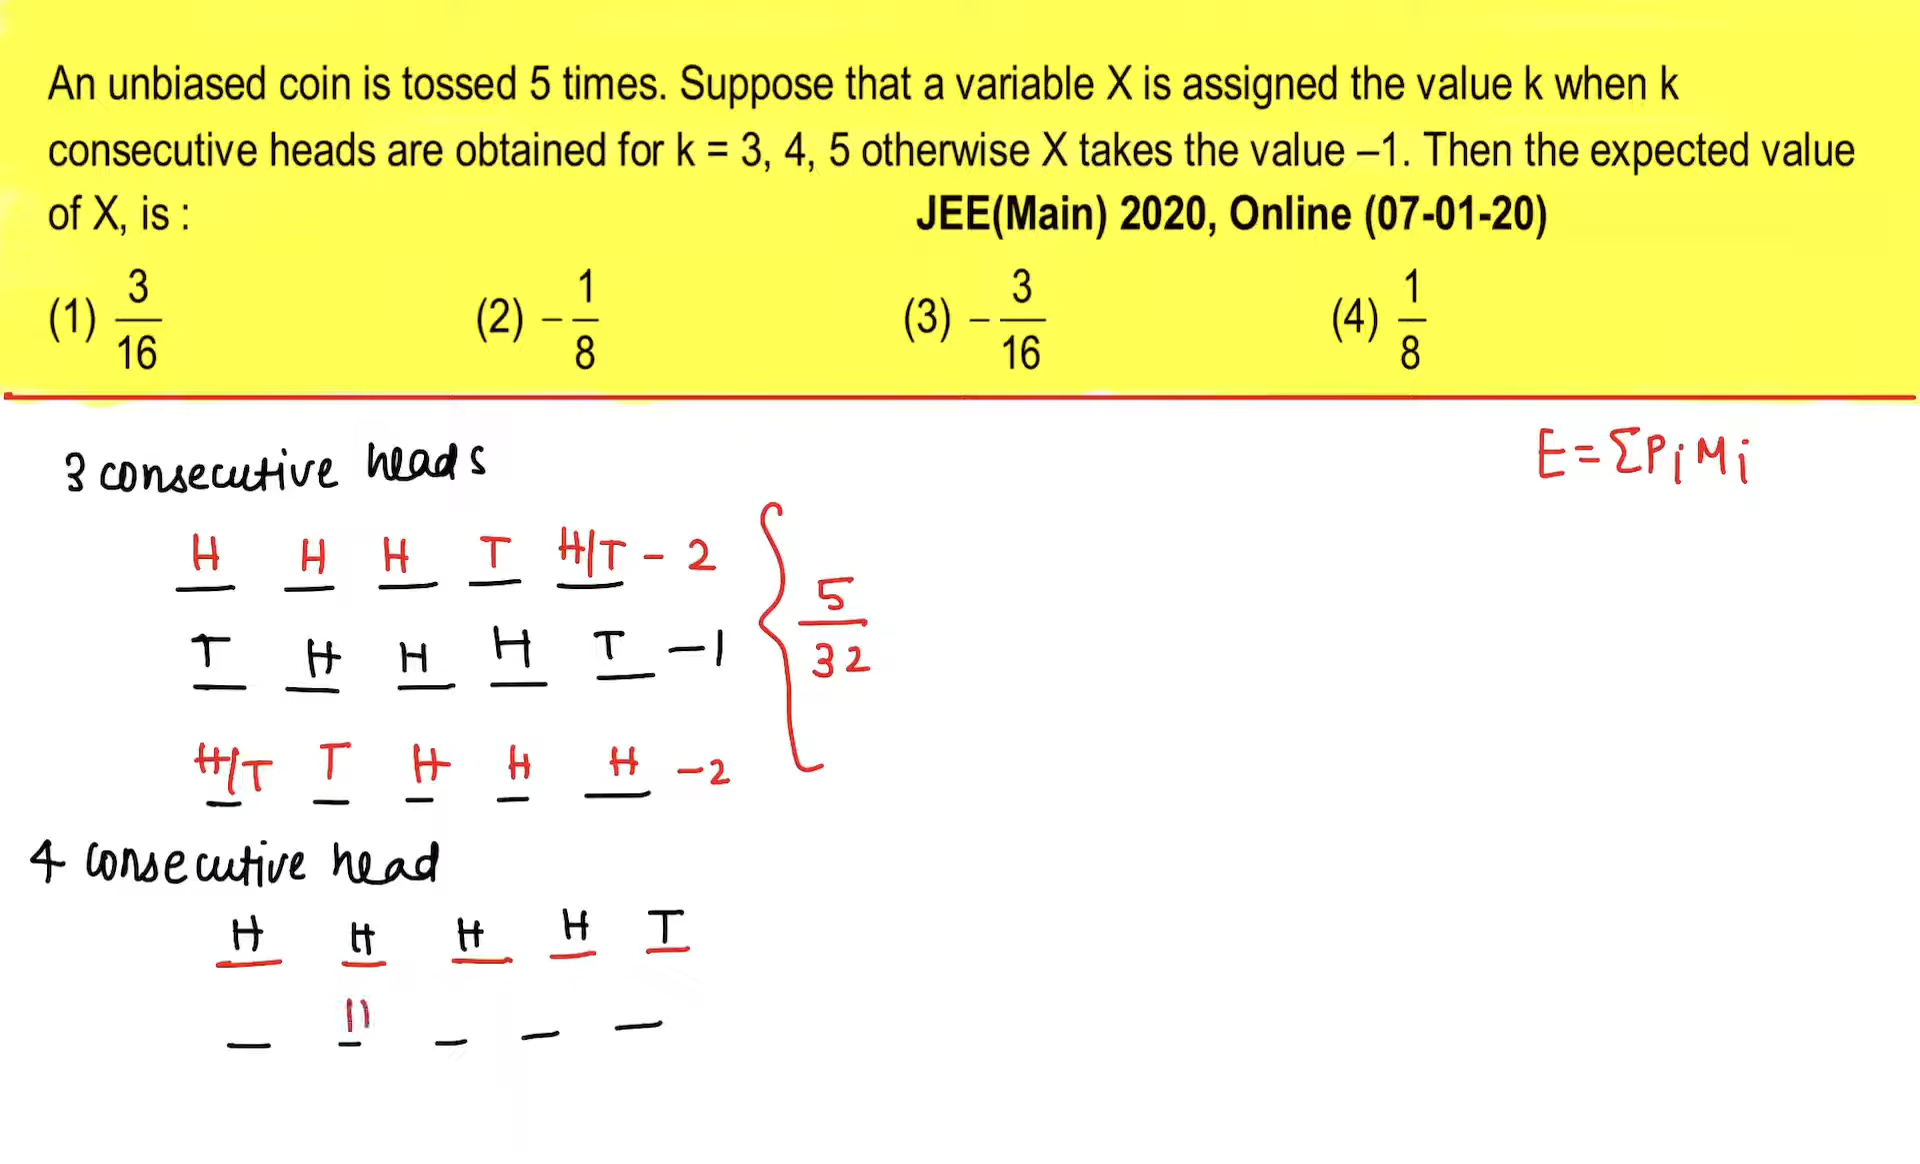 An unbiased coin is tossed 5 times. Suppose that a variable X is assigned the value k when k
consecutive heads are obtained for k = 3, 4, 5 otherwise X takes the value –1. Then the expected value
of X, is : JEE(Main) 2020, Online (07-01-20)
(1) 3/16 (2) -1/8 (3) -3/16 (4) 1/8
E = ΣPiMi
3 consecutive heads
H H H T H/T - 2
T H H H T - 1
H/T T H H H - 2
5/32
4 consecutive head
H H H H T